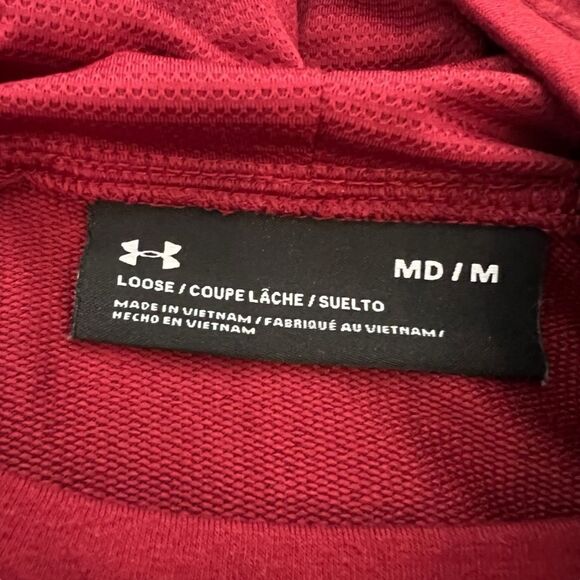 MD / M
LOOSE / COUPE LÂCHE / SUELTO
MADE IN VIETNAM / FABRIQUÉ AU VIETNAM /
HECHO EN VIETNAM